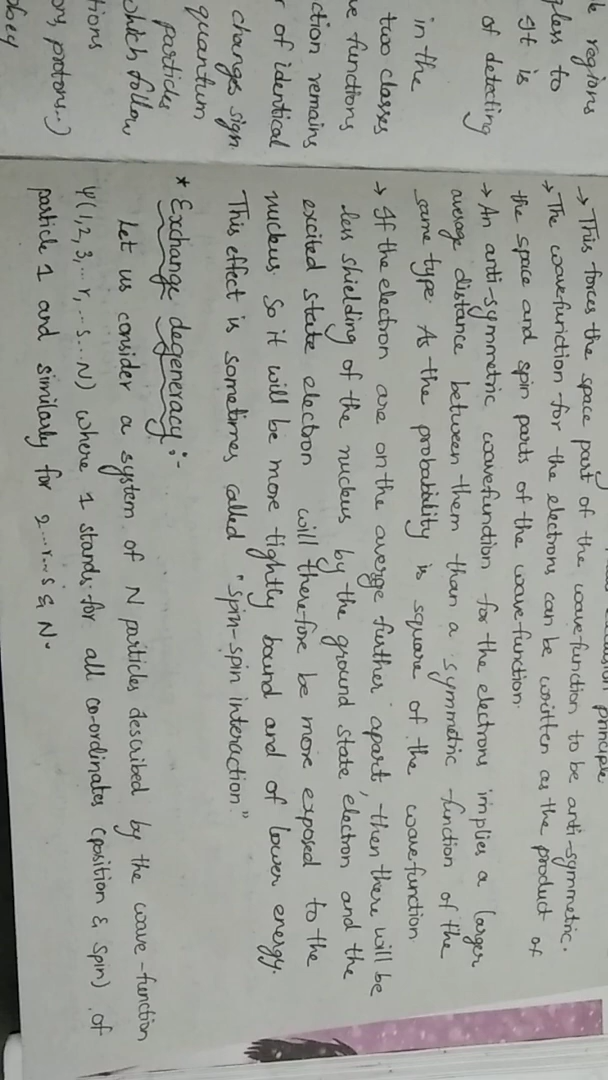 k regions
glass to
It is
of detecting
in the
two classes
ve functions
ction remains
r of identical
changes sign.
quantum
particles
which follow
tions
ons, protons...)
obey
principle
→ This forces the space part of the wavefunction to be anti-symmetric.
→ The wavefunction for the electrons can be written as the product of
the space and spin parts of the wave-function.
→ An anti-symmetric wavefunction for the electrons implies a larger
average distance between them than a symmetric function of the
same type. As the probability is square of the wavefunction
→ If the electron are on the average further apart, then there will be
less shielding of the nucleus by the ground state electron and the
excited state electron will therefore be more exposed to the
nucleus. So it will be more tightly bound and of lower energy.
This effect is sometimes called "spin-spin interaction."
* Exchange degeneracy:-
Let us consider a system of N particles described by the wave-function
Ψ(1,2,3,...r,...s...N) where 1 stands for all co-ordinates (position & spin) of
particle 1 and similarly for 2...r...s & N.